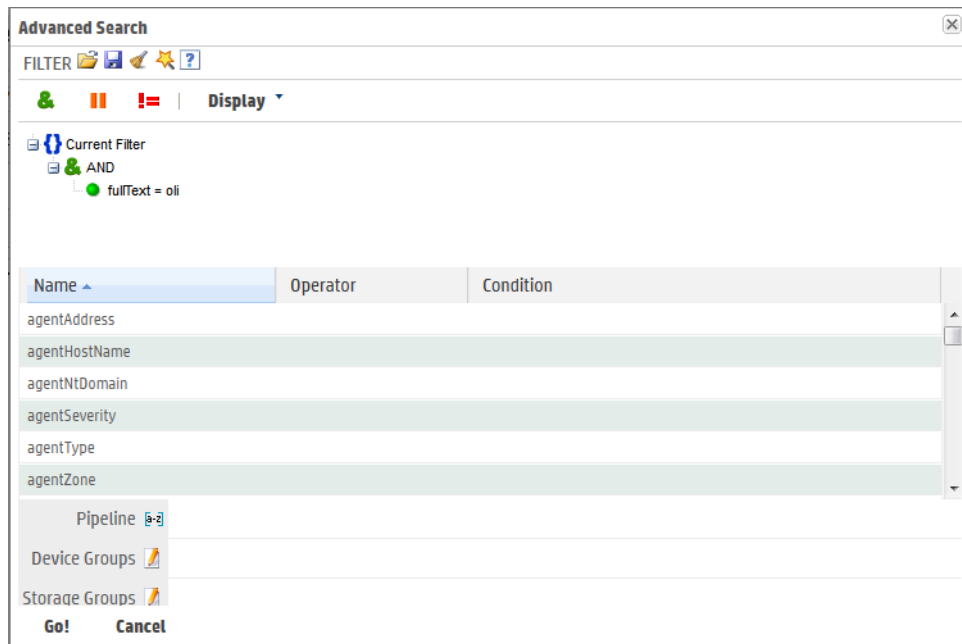 Advanced Search
FILTER ?
& || != | Display
{} Current Filter
& AND
fullText = oli
Name Operator Condition
agentAddress
agentHostName
agentNtDomain
agentSeverity
agentType
agentZone
Pipeline [a-z]
Device Groups
Storage Groups
Go! Cancel